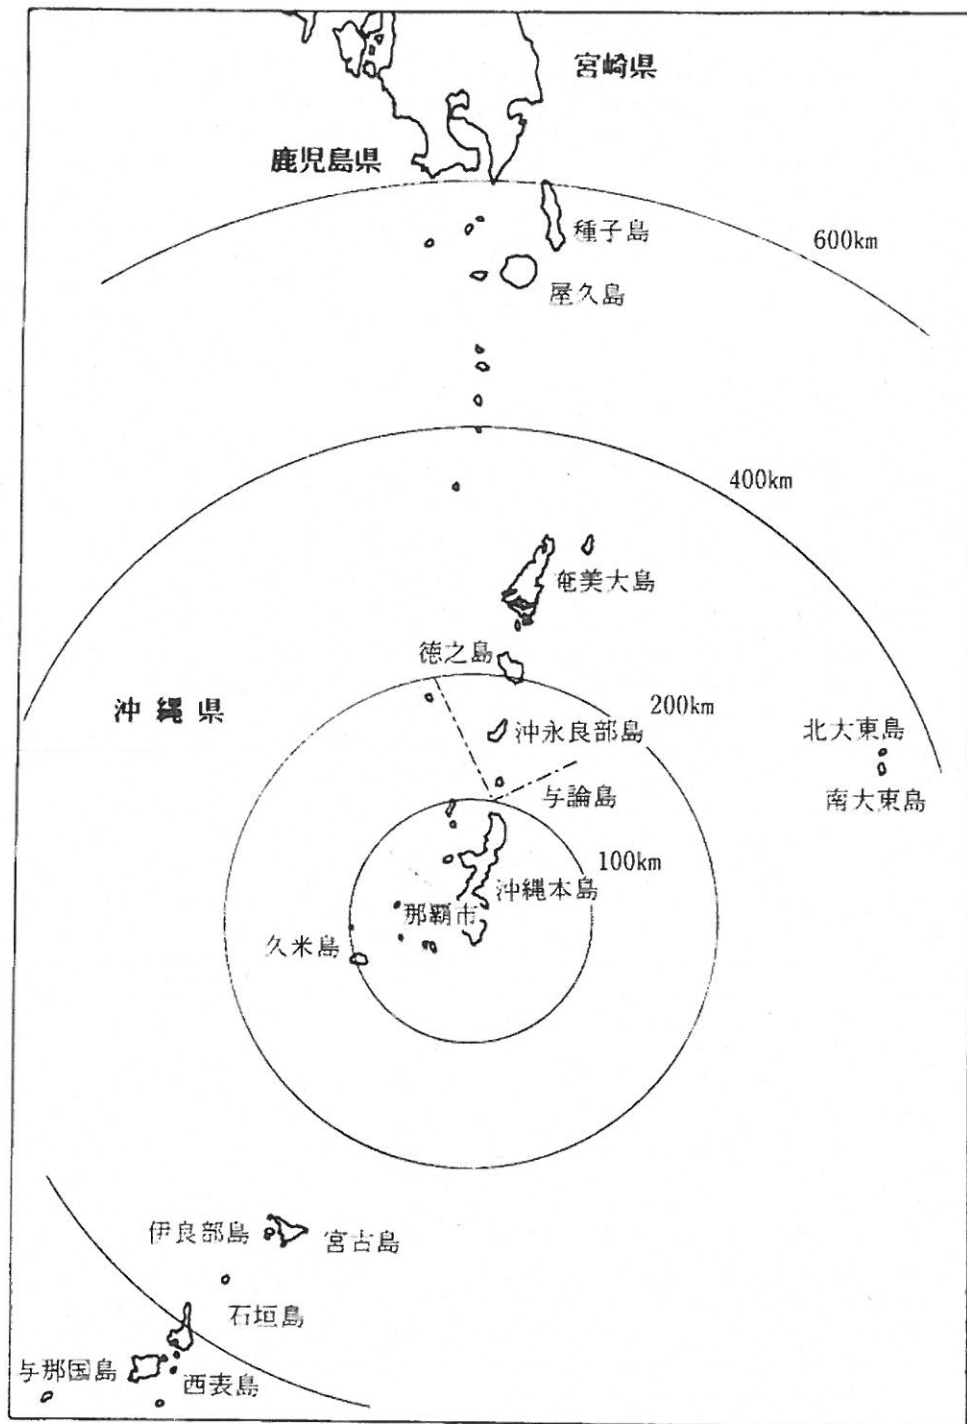 宮崎県
鹿児島県
種子島
600km
屋久島
400km
奄美大島
徳之島
沖縄県
200km
沖永良部島
北大東島
与論島
南大東島
100km
沖縄本島
那覇市
久米島
伊良部島
宮古島
石垣島
与那国島
西表島